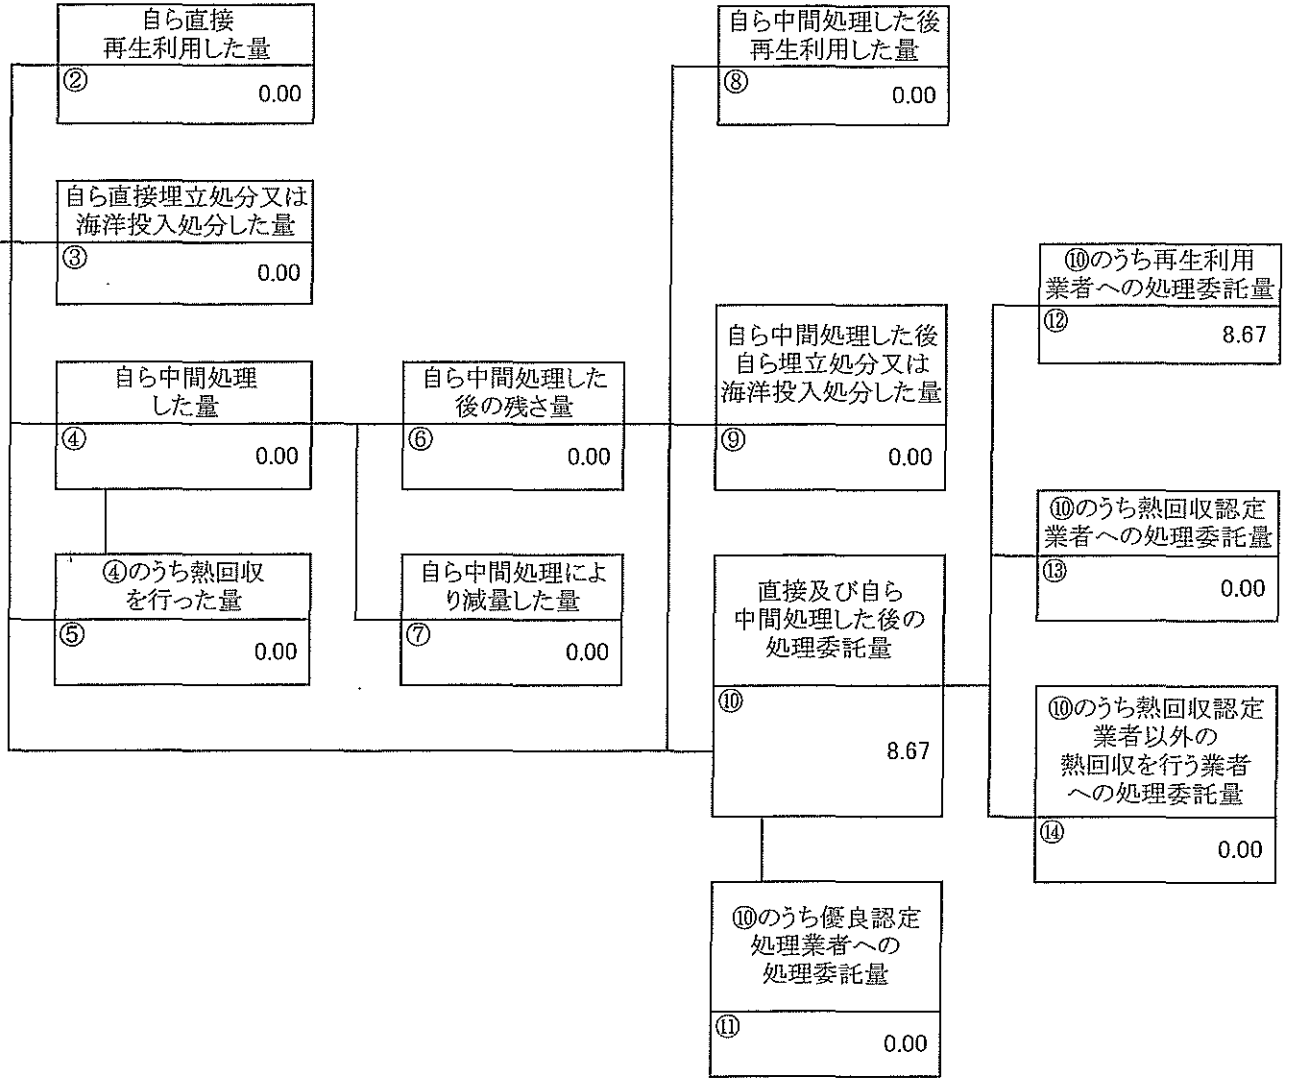 自ら直接
再生利用した量
②
0.00
自ら中間処理した後
再生利用した量
⑧
0.00
自ら直接埋立処分又は
海洋投入処分した量
③
0.00
⑩のうち再生利用
業者への処理委託量
⑫
8.67
自ら中間処理
した量
④
0.00
自ら中間処理した
後の残さ量
⑥
0.00
自ら中間処理した後
自ら埋立処分又は
海洋投入処分した量
⑨
0.00
⑩のうち熱回収認定
業者への処理委託量
⑬
0.00
④のうち熱回収
を行った量
⑤
0.00
自ら中間処理によ
り減量した量
⑦
0.00
直接及び自ら
中間処理した後の
処理委託量
⑩
8.67
⑩のうち熱回収認定
業者以外の
熱回収を行う業者
への処理委託量
⑭
0.00
⑩のうち優良認定
処理業者への
処理委託量
⑪
0.00